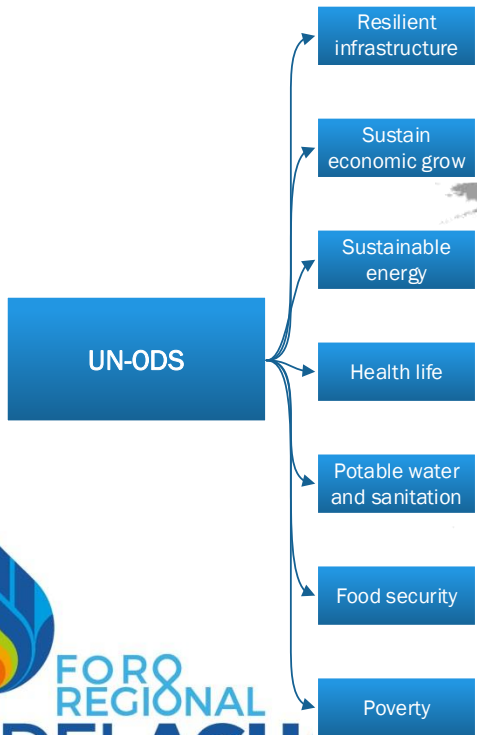 Resilient
infrastructure
Sustain
economic grow
Sustainable
energy
UN-ODS
Health life
Potable water
and sanitation
Food security
FORO
REGIONAL
Poverty